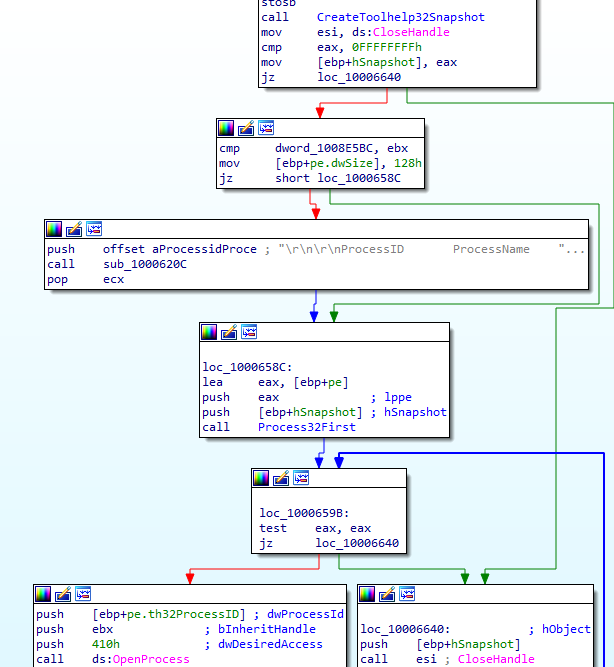 stosb
call CreateToolhelp32Snapshot
mov esi, ds:CloseHandle
cmp eax, 0FFFFFFFFh
mov [ebp+hSnapshot], eax
jz loc_10006640
cmp dword_1008E5BC, ebx
mov [ebp+pe.dwSize], 128h
jz short loc_1000658C
push offset aProcessidProce ; "\r\n\r\nProcessID ProcessName "...
call sub_1000620C
pop ecx
loc_1000658C:
lea eax, [ebp+pe]
push eax ; lppe
push [ebp+hSnapshot] ; hSnapshot
call Process32First
loc_1000659B:
test eax, eax
jz loc_10006640
push [ebp+pe.th32ProcessID] ; dwProcessId
push ebx ; bInheritHandle
push 410h ; dwDesiredAccess
call ds:OpenProcess
loc_10006640: ; hObject
push [ebp+hSnapshot]
call esi ; CloseHandle